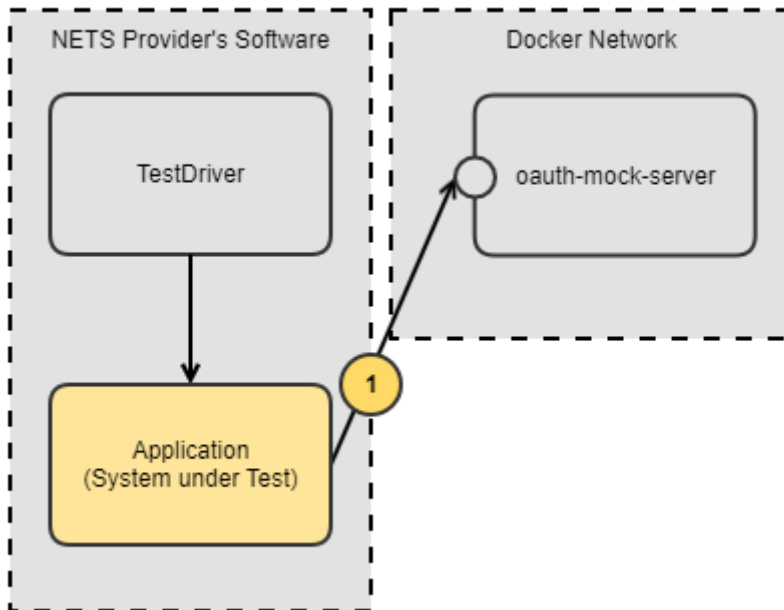 NETS Provider's Software
Docker Network
TestDriver
oauth-mock-server
1
Application
(System under Test)